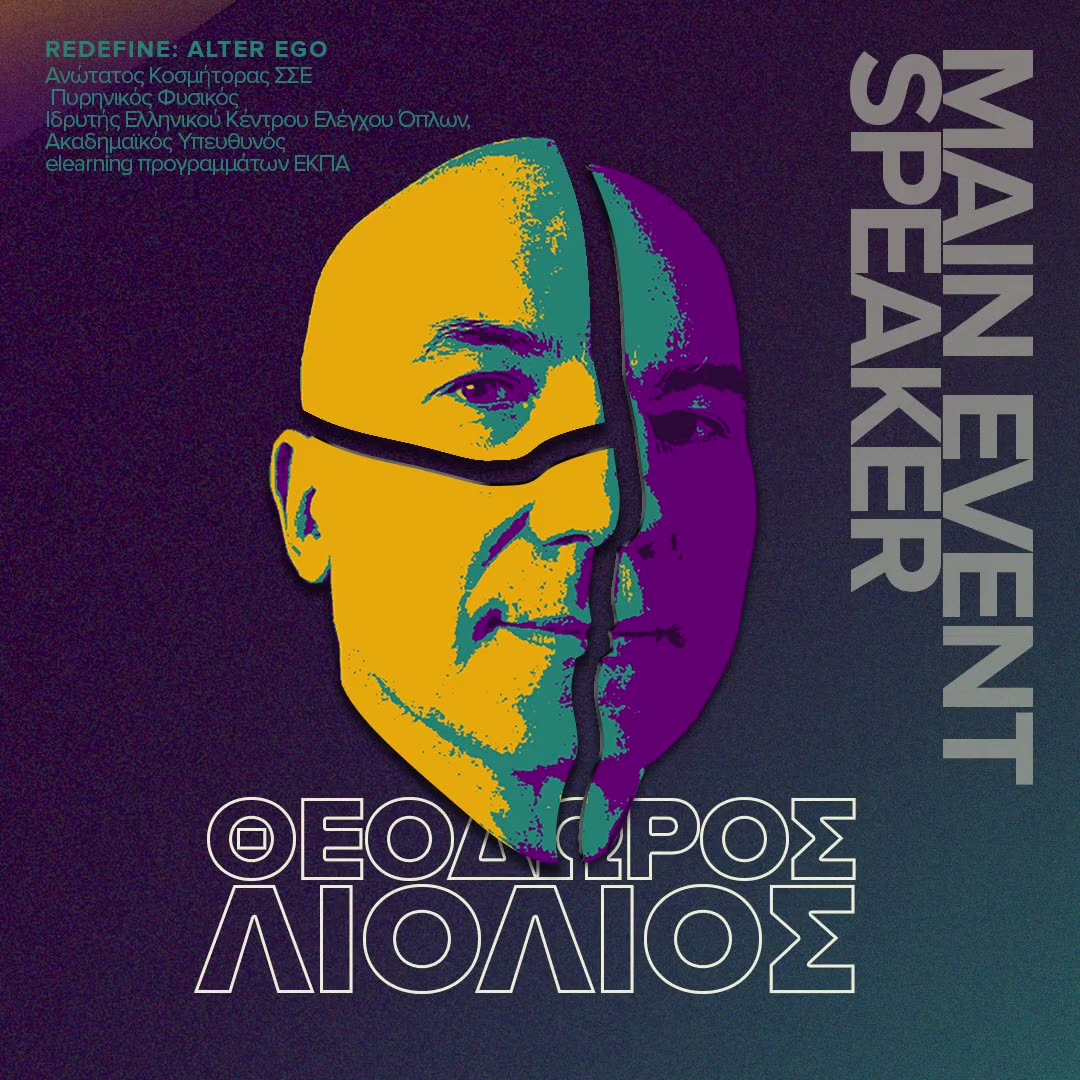 REDEFINE: ALTER EGO
Ανώτατος Κοσμήτορας ΣΣΕ
Πυρηνικός Φυσικός
Ιδρυτής Ελληνικού Κέντρου Ελέγχου Όπλων,
Ακαδημαϊκός Υπευθυνός
elearning προγραμμάτων ΕΚΠΑ
MAIN EVENT
SPEAKER
ΘΕΟΔΩΡΟΣ
ΛΙΟΛΙΟΣ